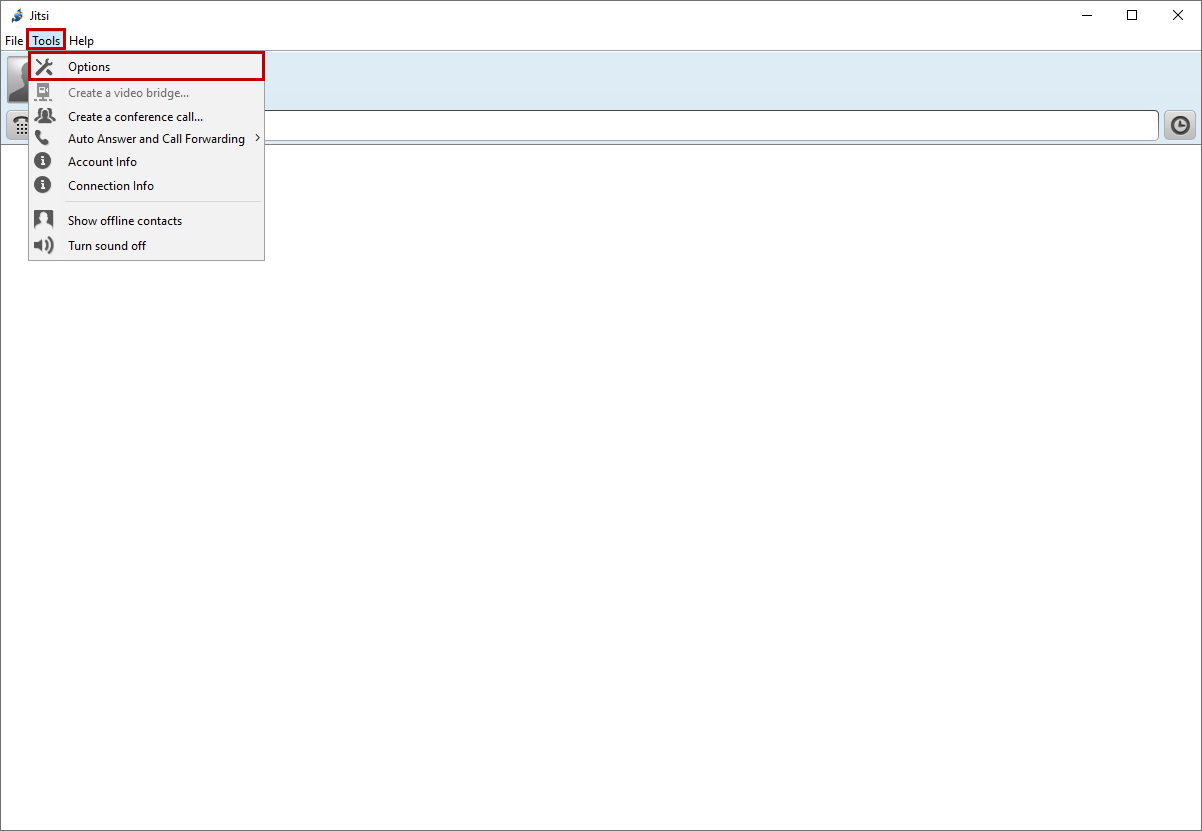 Jitsi
File Tools Help
Options
Create a video bridge...
Create a conference call...
Auto Answer and Call Forwarding
Account Info
Connection Info
Show offline contacts
Turn sound off